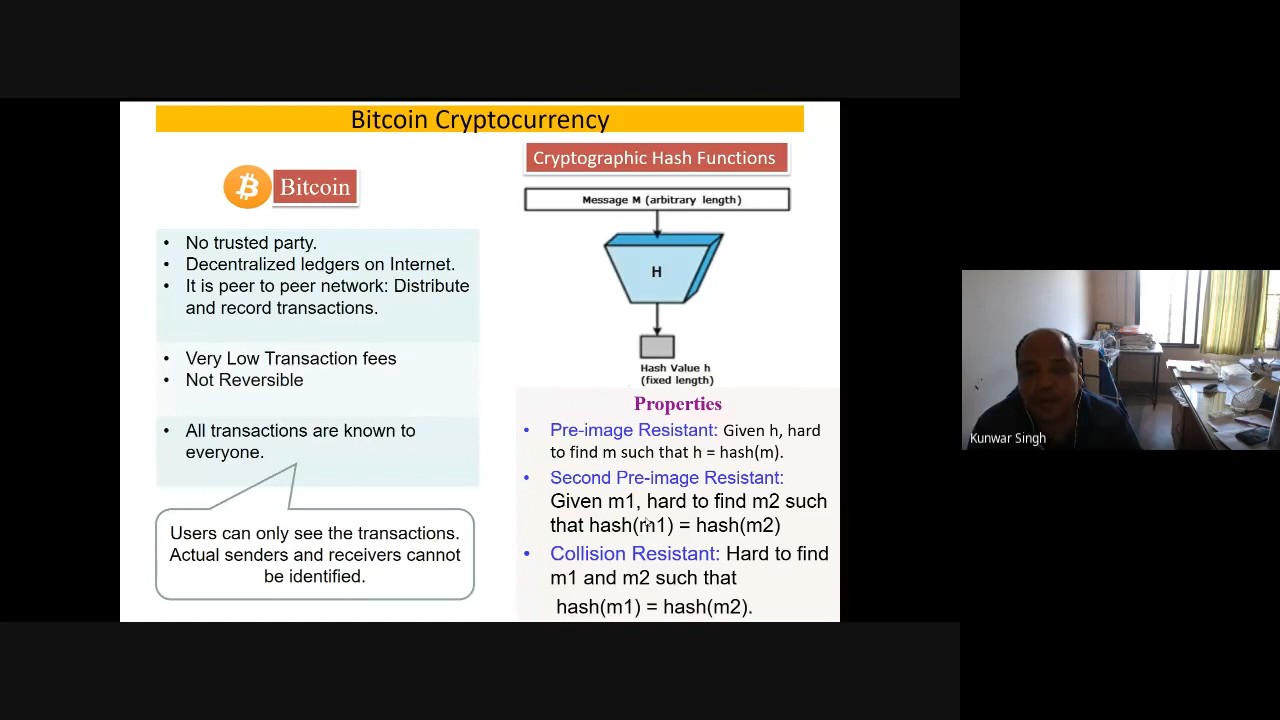 Bitcoin Cryptocurrency
Bitcoin
• No trusted party.
• Decentralized ledgers on Internet.
• It is peer to peer network: Distribute
and record transactions.
• Very Low Transaction fees
• Not Reversible
• All transactions are known to
everyone.
Users can only see the transactions.
Actual senders and receivers cannot
be identified.
Cryptographic Hash Functions
Message M (arbitrary length)
H
Hash Value h
(fixed length)
Properties
• Pre-image Resistant: Given h, hard
to find m such that h = hash(m).
• Second Pre-image Resistant:
Given m1, hard to find m2 such
that hash(m1) = hash(m2)
• Collision Resistant: Hard to find
m1 and m2 such that
hash(m1) = hash(m2).
Kunwar Singh